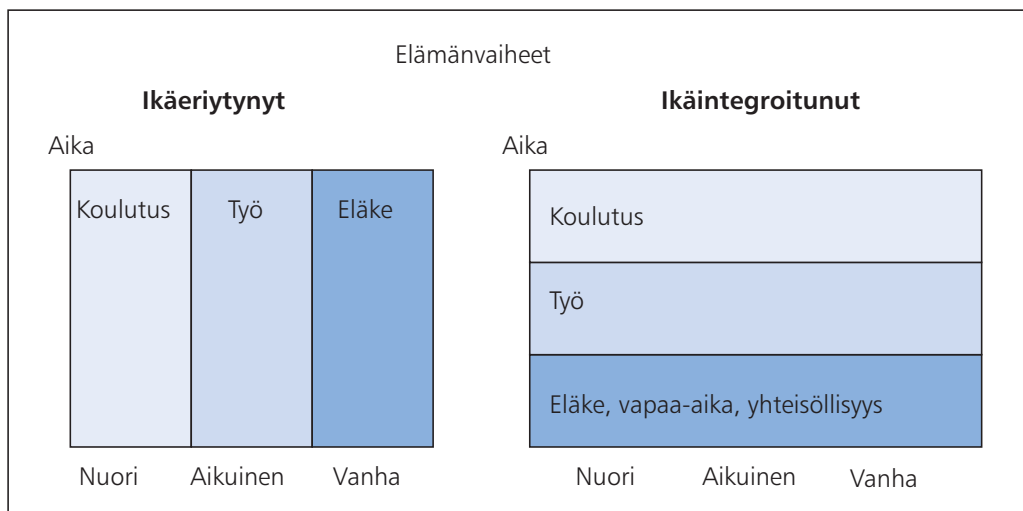 Elämänvaiheet
Ikäeriytynyt
Aika
Koulutus
Työ
Eläke
Nuori
Aikuinen
Vanha
Ikäintegroitunut
Aika
Koulutus
Työ
Eläke, vapaa-aika, yhteisöllisyys
Nuori
Aikuinen
Vanha